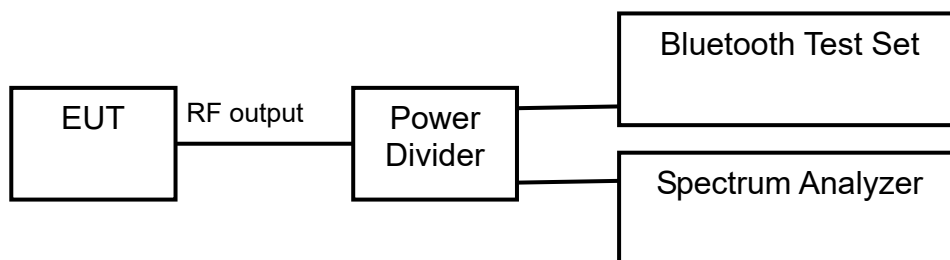 EUT
RF output
Power
Divider
Bluetooth Test Set
Spectrum Analyzer